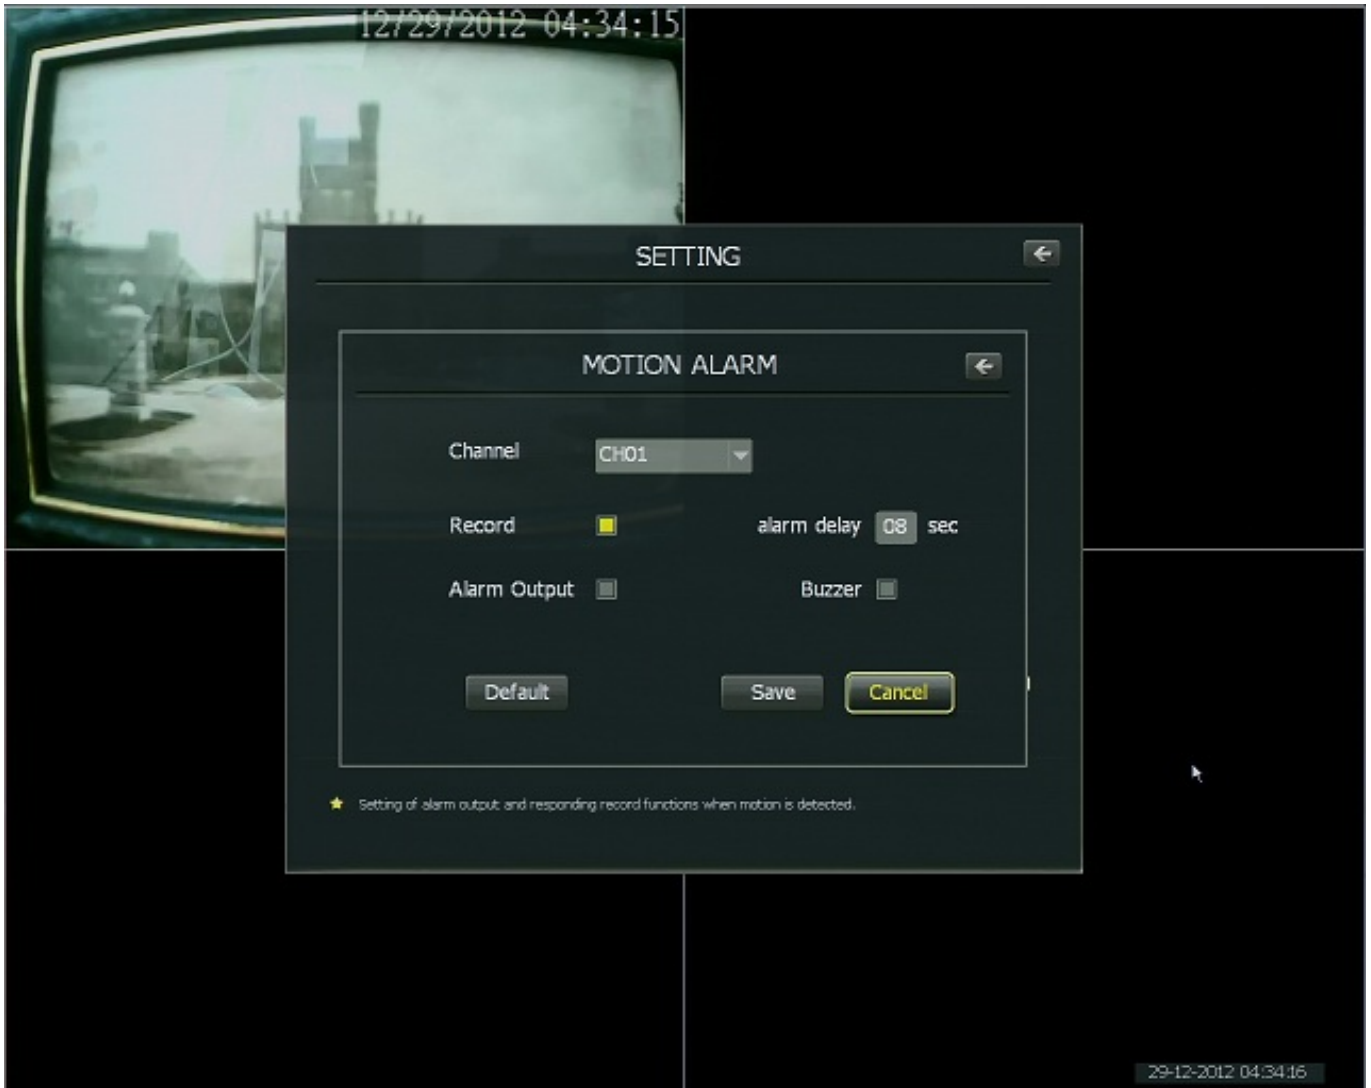 12/29/2012 04:34:15
SETTING
MOTION ALARM
Channel CH01
Record alarm delay 08 sec
Alarm Output Buzzer
Default Save Cancel
Setting of alarm output and responding record functions when motion is detected.
29-12-2012 04:34:16